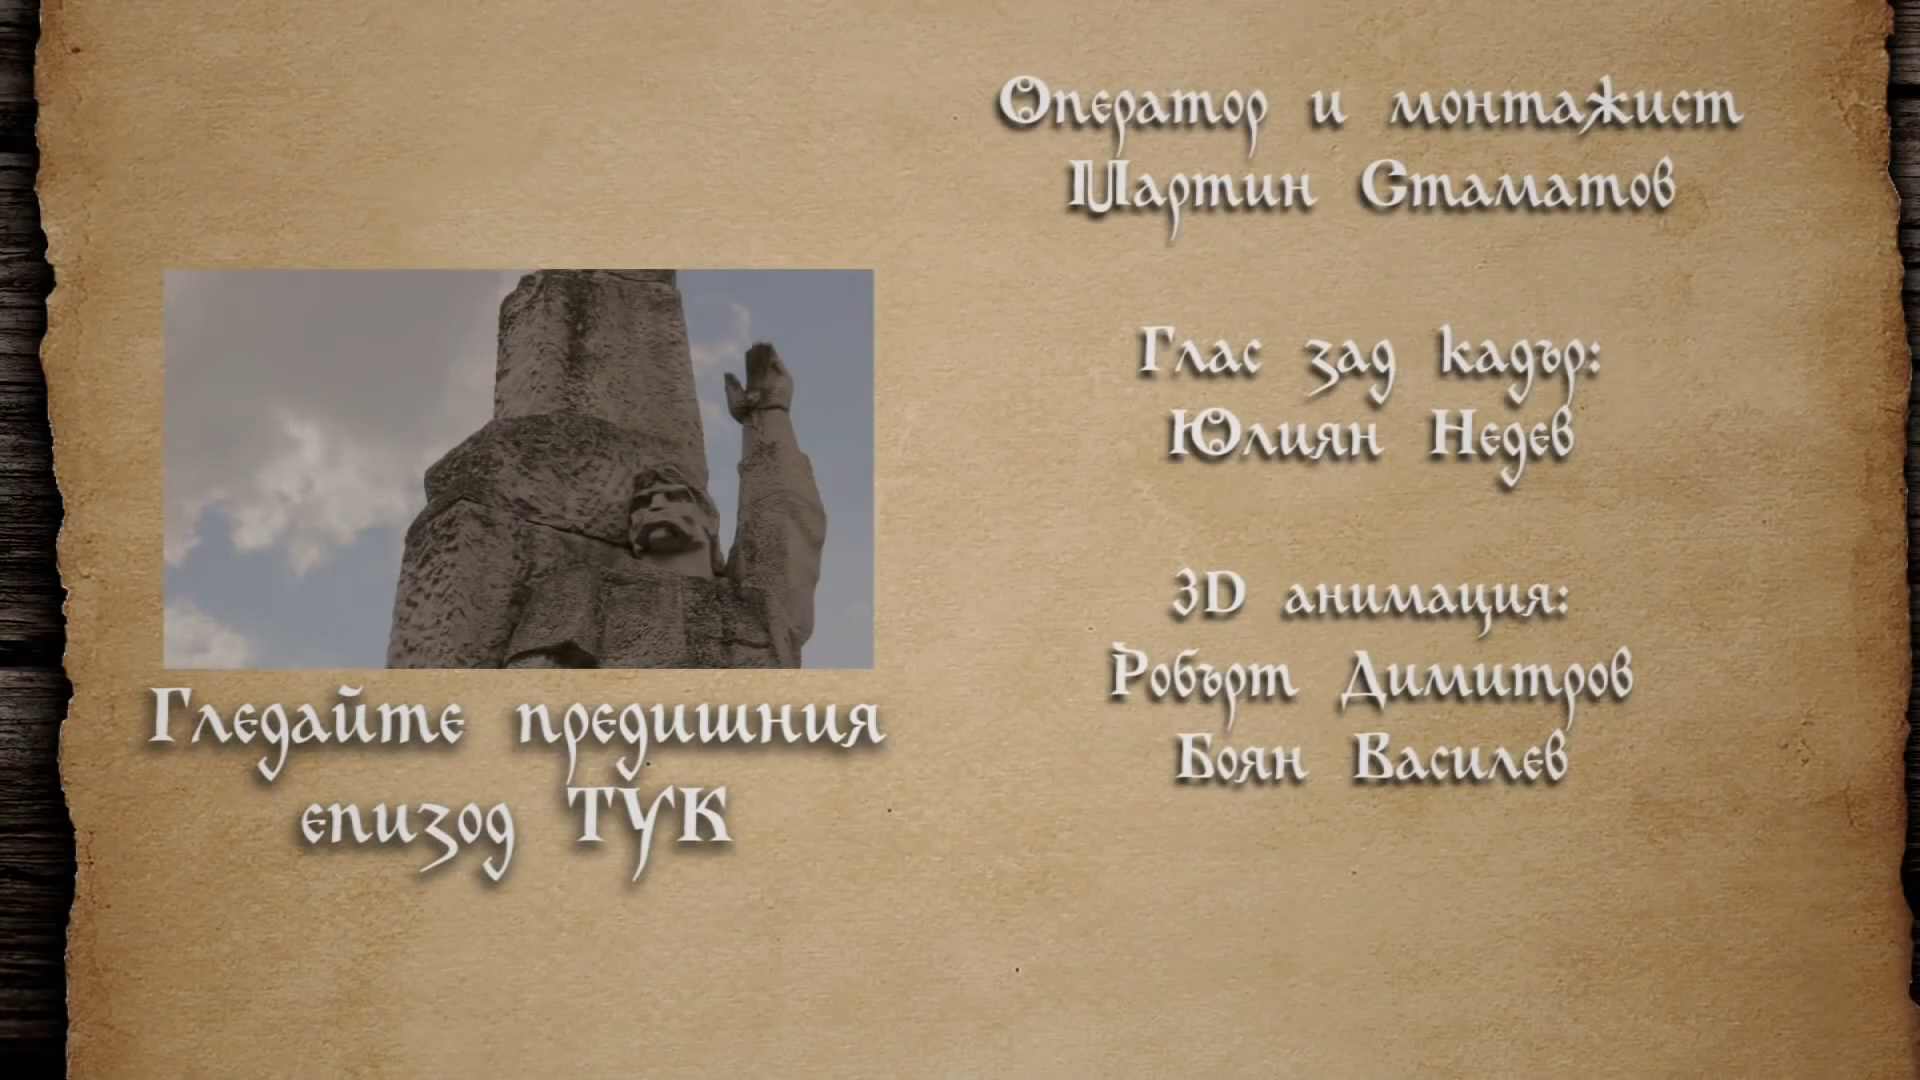 Оператор и монтажист
Мартин Стаматов
Глас зад кадър:
Юлиян Недев
3D анимация:
Робърт Димитров
Боян Василев
Гледайте предишния
епизод ТУК